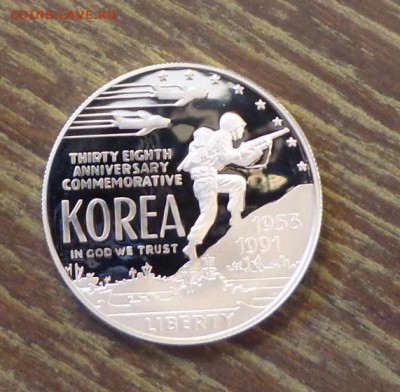 coins.lave.ru
THIRTY EIGHTH
ANNIVERSARY
COMMEMORATIVE
KOREA
IN GOD WE TRUST
1953
1991
LIBERTY